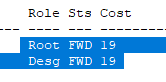 Role Sts Cost
--- ---- --- ---------
Root FWD 19
Desg FWD 19